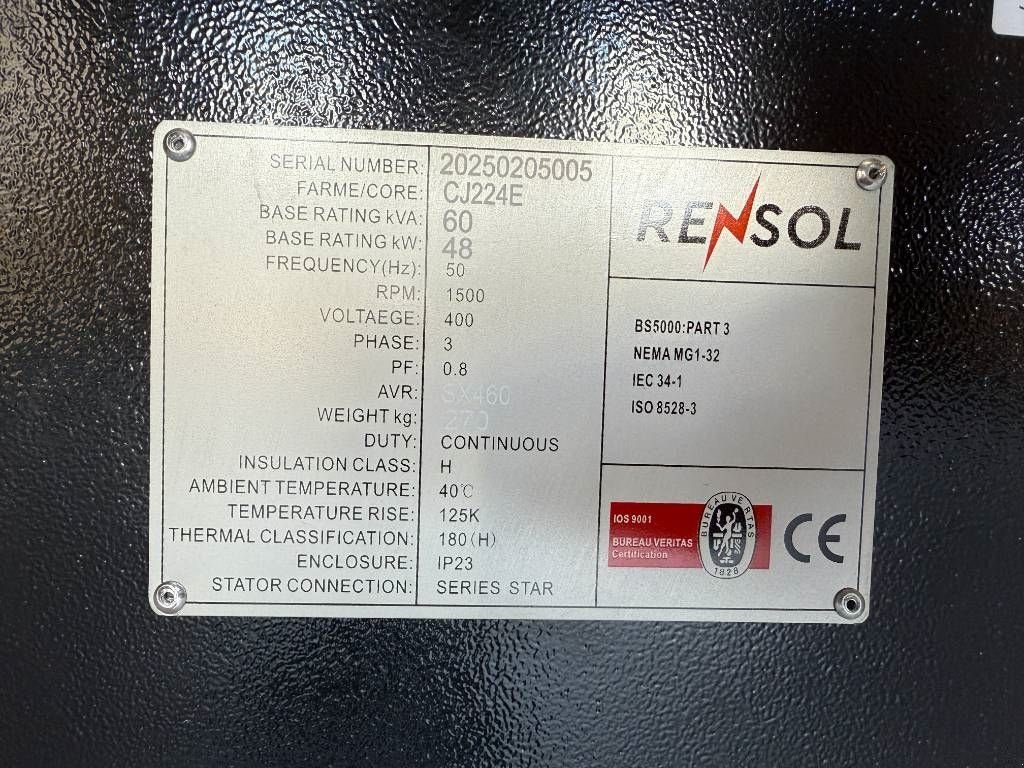 SERIAL NUMBER: 20250205005
FARME/CORE: CJ224E
BASE RATING kVA: 60
BASE RATING kW: 48
FREQUENCY(Hz): 50
RPM: 1500
VOLTAEGE: 400
PHASE: 3
PF: 0.8
AVR: SX460
WEIGHT kg: 270
DUTY: CONTINUOUS
INSULATION CLASS: H
AMBIENT TEMPERATURE: 40℃
TEMPERATURE RISE: 125K
THERMAL CLASSIFICATION: 180(H)
ENCLOSURE: IP23
STATOR CONNECTION: SERIES STAR
RENSOL
BS5000:PART 3
NEMA MG1-32
IEC 34-1
ISO 8528-3
IOS 9001
BUREAU VERITAS
Certification
BUREAU VERITAS
1828
CE